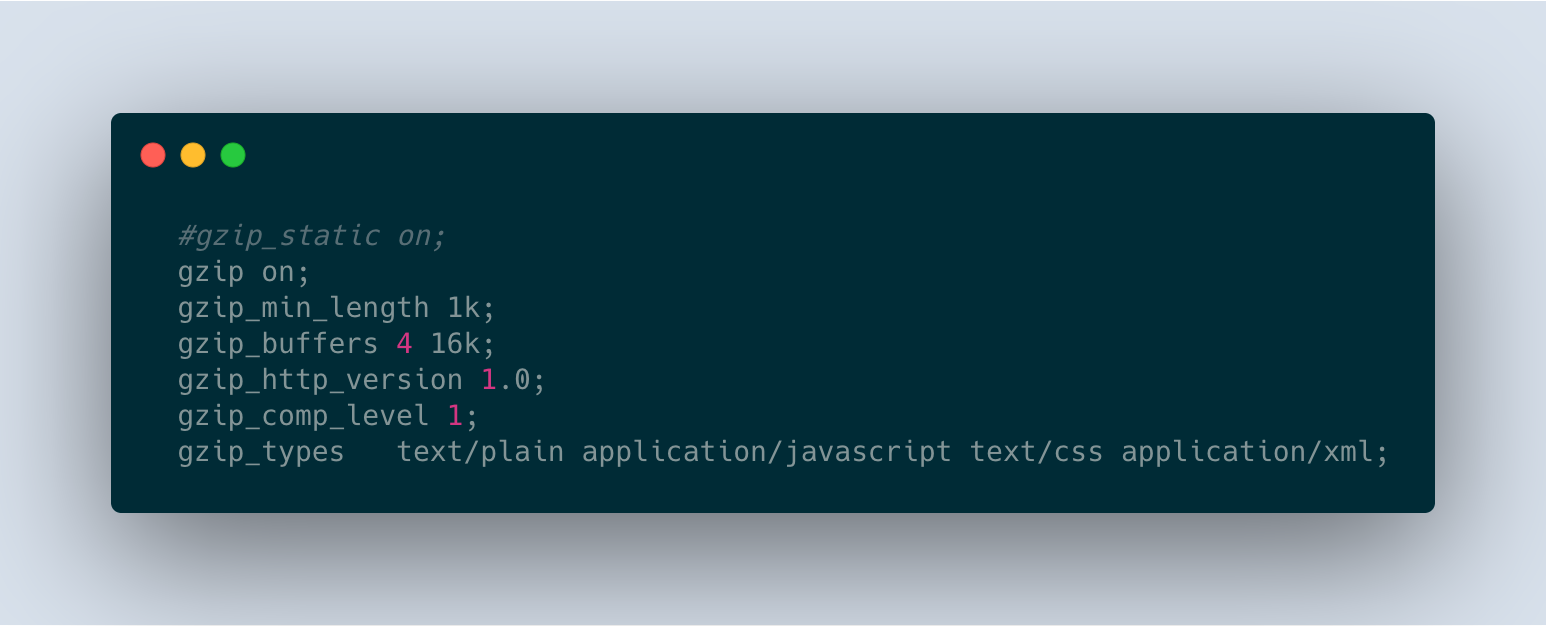 #gzip_static on;
gzip on;
gzip_min_length 1k;
gzip_buffers 4 16k;
gzip_http_version 1.0;
gzip_comp_level 1;
gzip_types   text/plain application/javascript text/css application/xml;